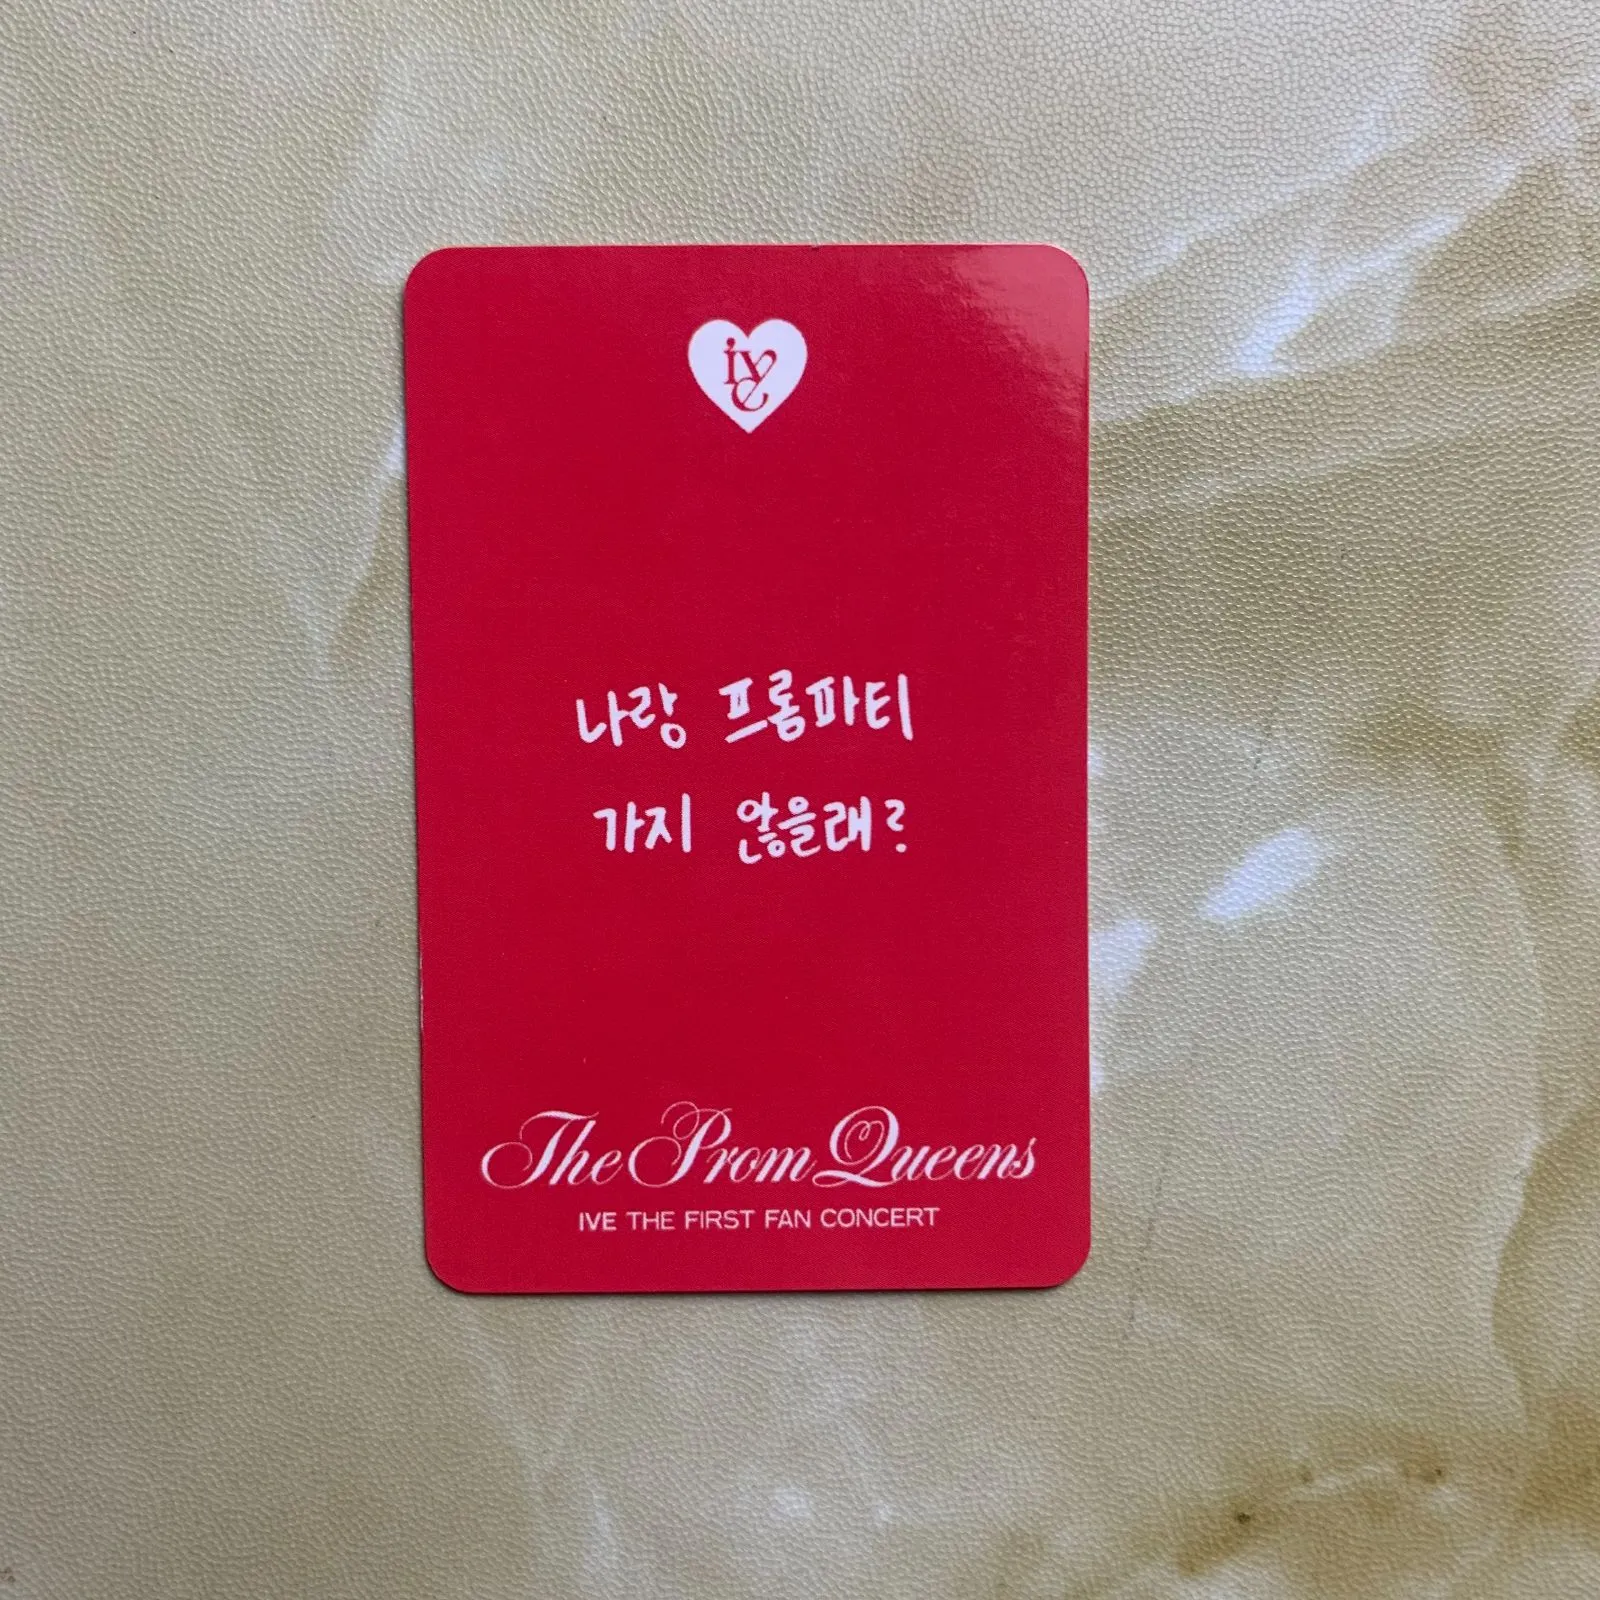 ive
나랑 프롬파티
가지 않을래?
The Prom Queens
IVE THE FIRST FAN CONCERT